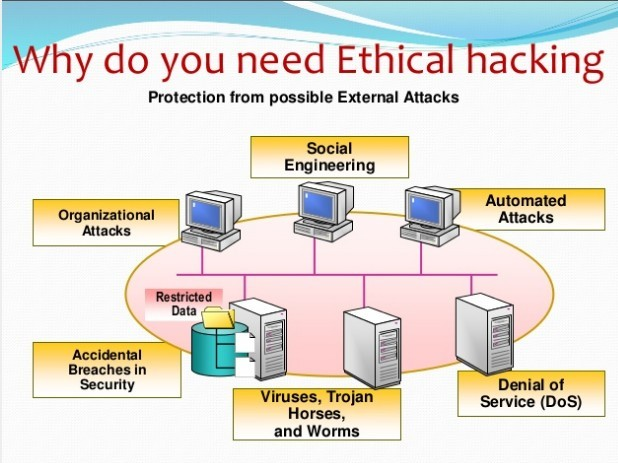 Why do you need Ethical hacking
Protection from possible External Attacks
Social
Engineering
Organizational
Attacks
Automated
Attacks
Restricted
Data
Accidental
Breaches in
Security
Viruses, Trojan
Horses,
and Worms
Denial of
Service (DoS)